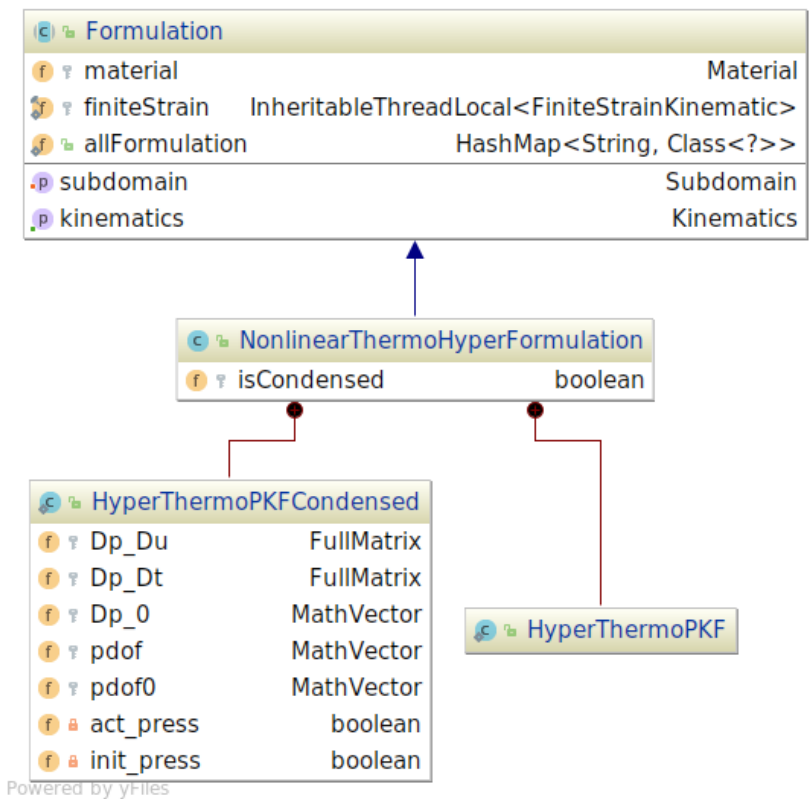 Formulation
material Material
finiteStrain InheritableThreadLocal<FiniteStrainKinematic>
allFormulation HashMap<String, Class<?>>
subdomain Subdomain
kinematics Kinematics
NonlinearThermoHyperFormulation
isCondensed boolean
HyperThermoPKFCondensed
Dp_Du FullMatrix
Dp_Dt FullMatrix
Dp_0 MathVector
pdof MathVector
pdof0 MathVector
act_press boolean
init_press boolean
HyperThermoPKF
Powered by yFiles